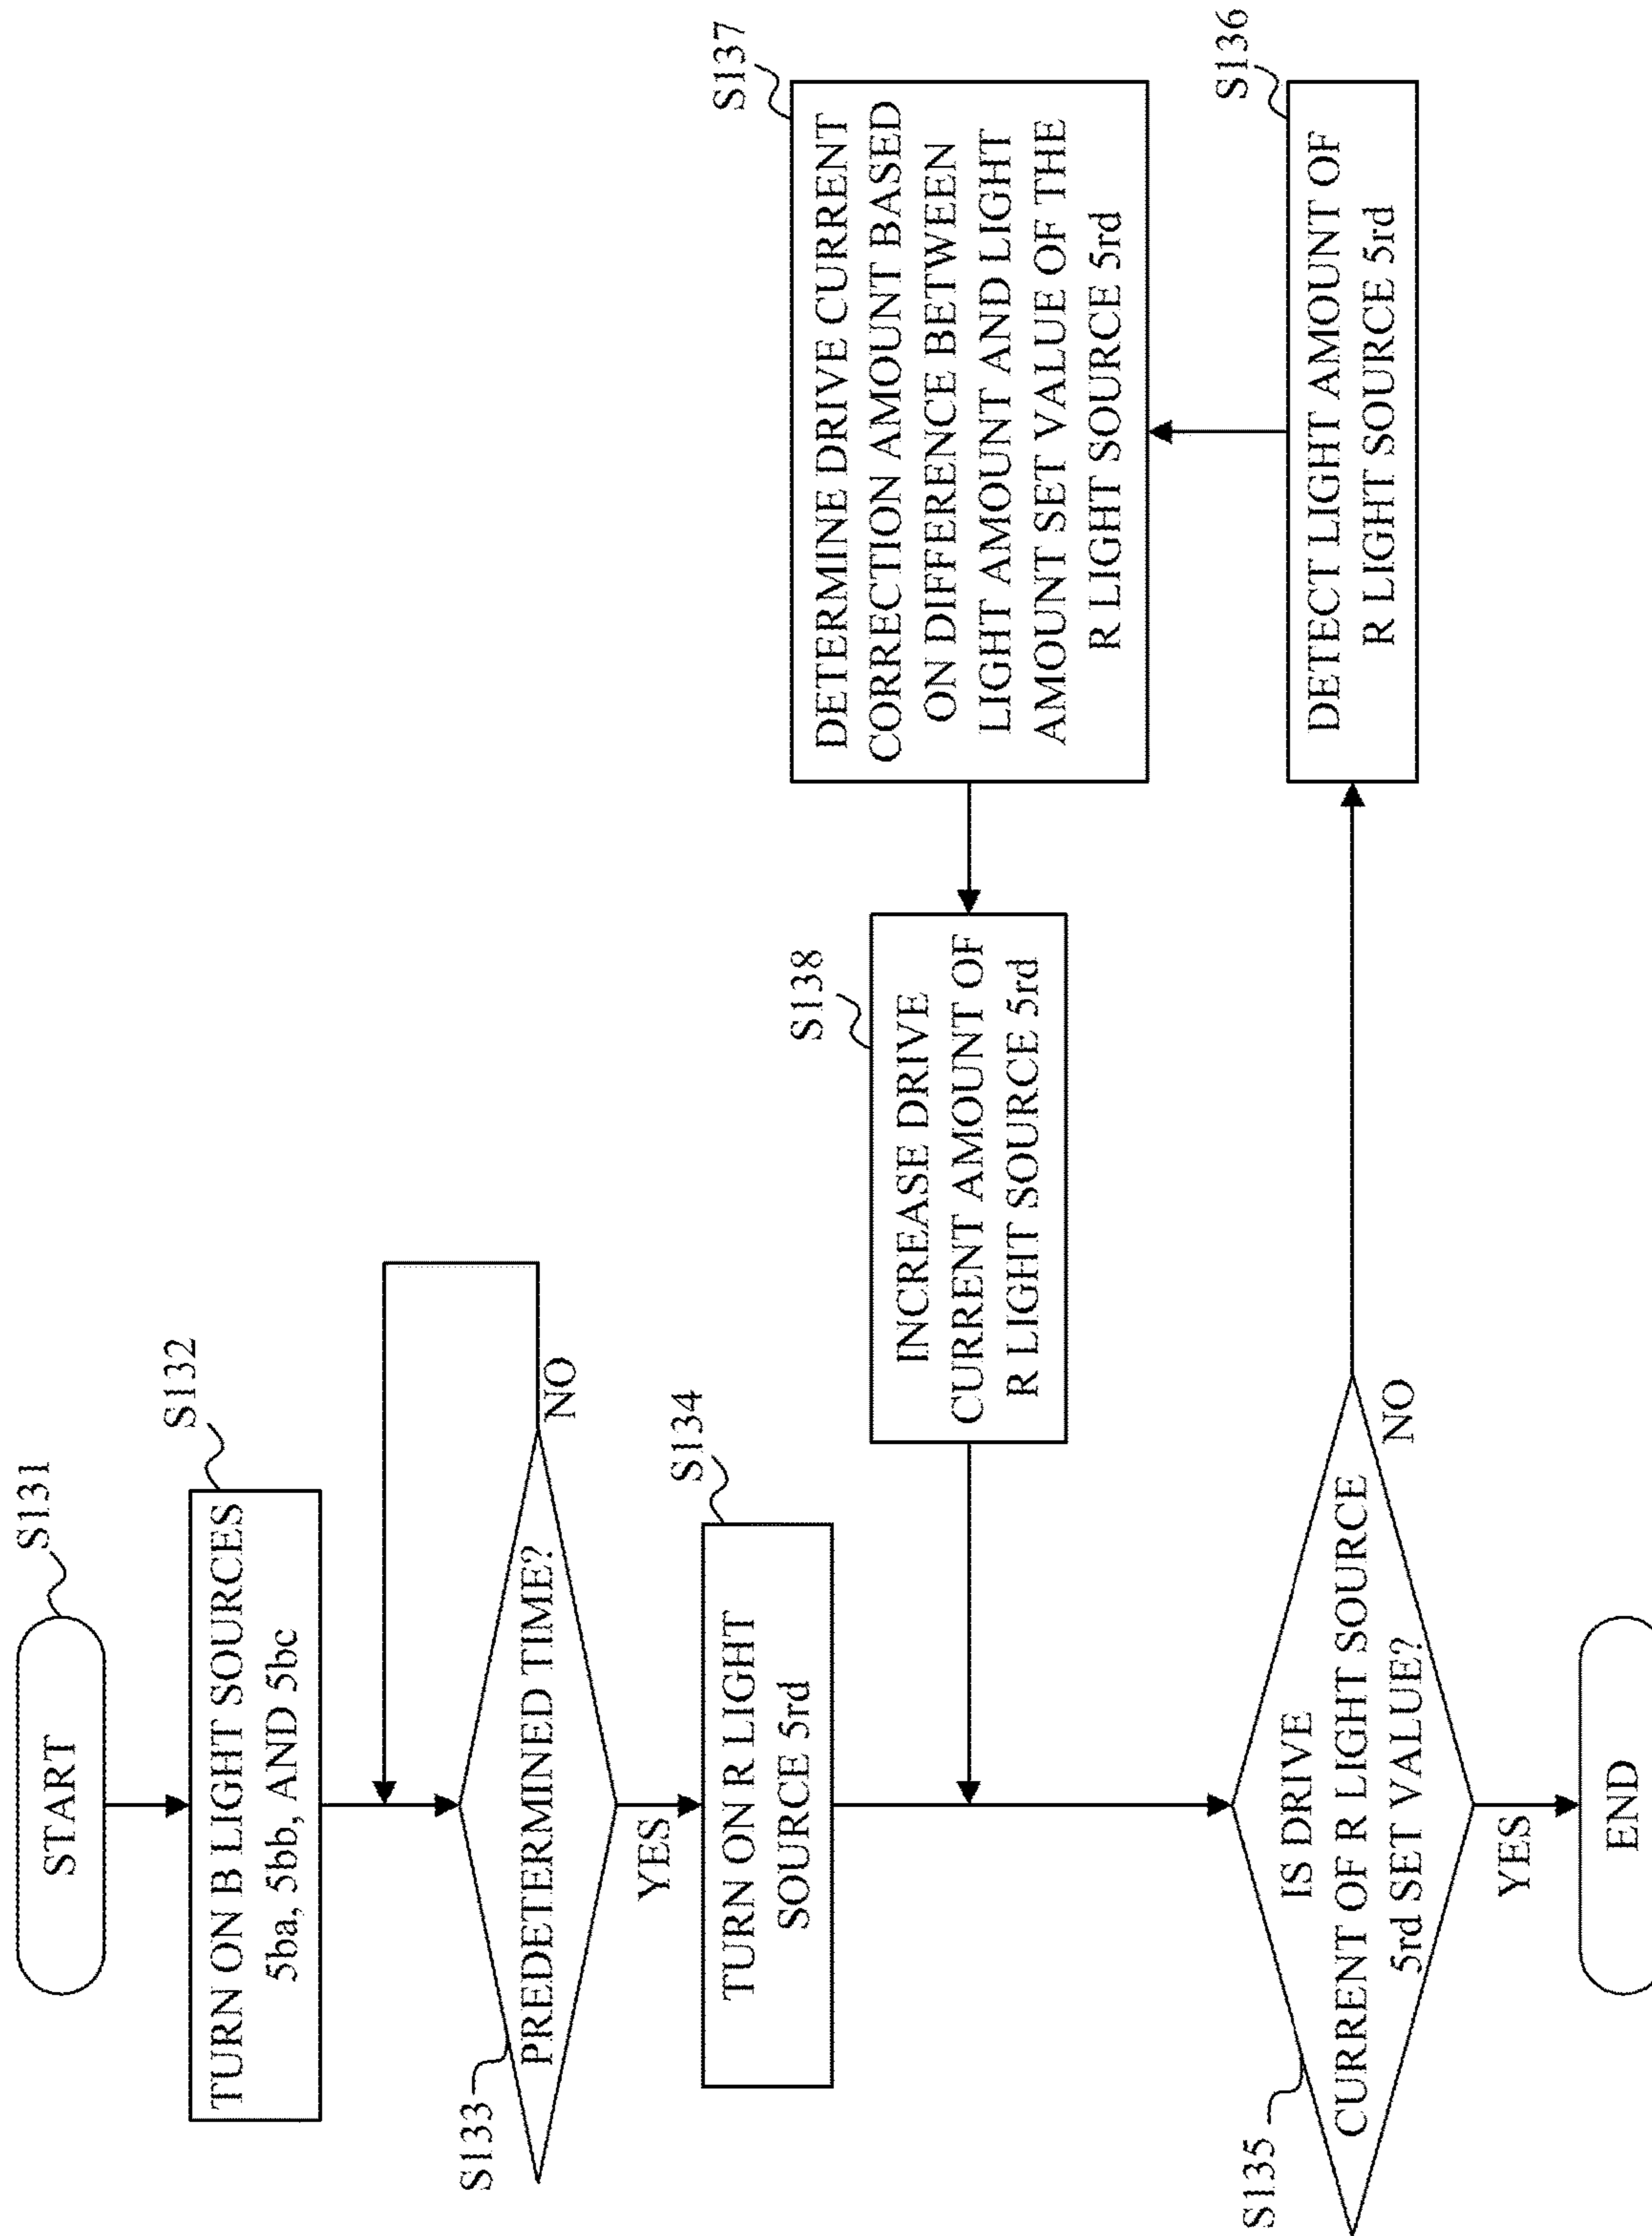 S131
START
S132
TURN ON B LIGHT SOURCES
5ba, 5bb, AND 5bc
S133
PREDETERMINED TIME?
NO
YES
S134
TURN ON R LIGHT
SOURCE 5rd
S135
IS DRIVE
CURRENT OF R LIGHT SOURCE
5rd SET VALUE?
NO
YES
END
S136
DETECT LIGHT AMOUNT OF
R LIGHT SOURCE 5rd
S137
DETERMINE DRIVE CURRENT
CORRECTION AMOUNT BASED
ON DIFFERENCE BETWEEN
LIGHT AMOUNT AND LIGHT
AMOUNT SET VALUE OF THE
R LIGHT SOURCE 5rd
S138
INCREASE DRIVE
CURRENT AMOUNT OF
R LIGHT SOURCE 5rd